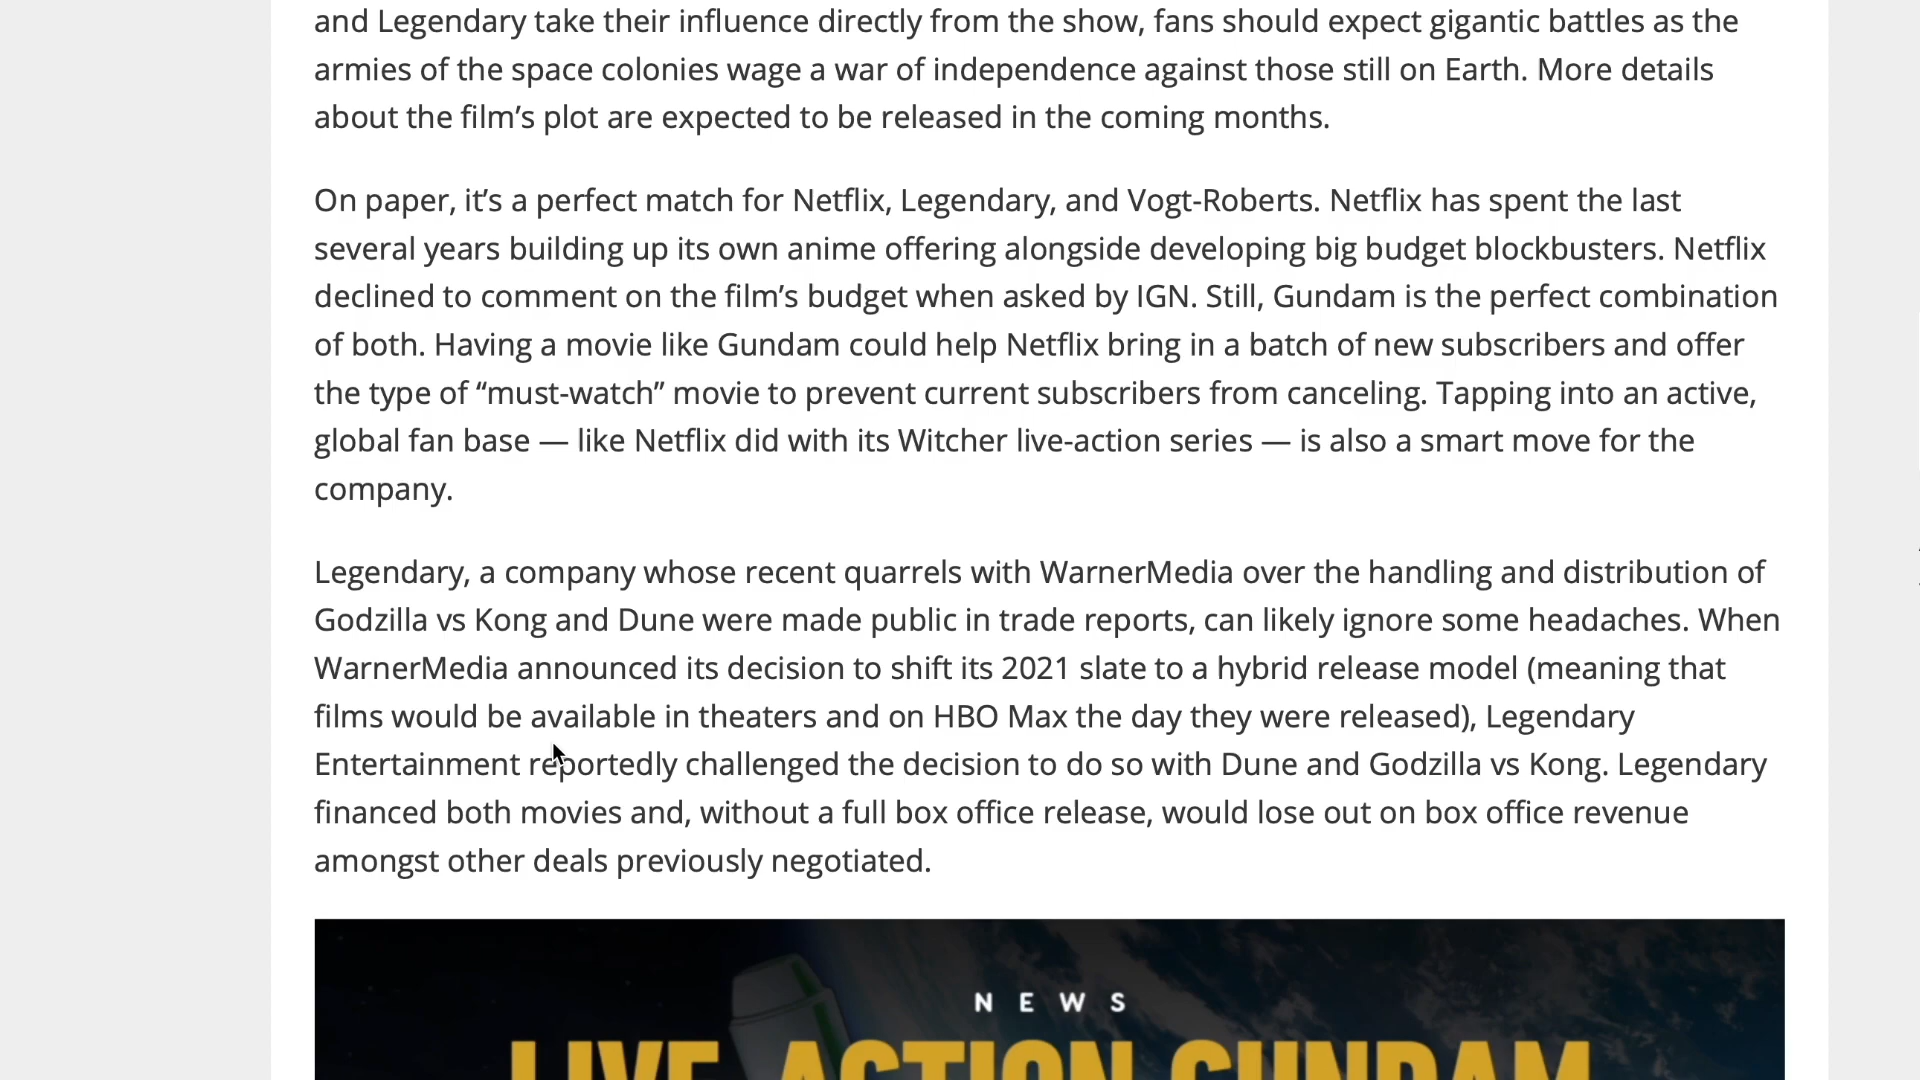 and Legendary take their influence directly from the show, fans should expect gigantic battles as the
armies of the space colonies wage a war of independence against those still on Earth. More details
about the film’s plot are expected to be released in the coming months.
On paper, it’s a perfect match for Netflix, Legendary, and Vogt-Roberts. Netflix has spent the last
several years building up its own anime offering alongside developing big budget blockbusters. Netflix
declined to comment on the film’s budget when asked by IGN. Still, Gundam is the perfect combination
of both. Having a movie like Gundam could help Netflix bring in a batch of new subscribers and offer
the type of “must-watch” movie to prevent current subscribers from canceling. Tapping into an active,
global fan base — like Netflix did with its Witcher live-action series — is also a smart move for the
company.
Legendary, a company whose recent quarrels with WarnerMedia over the handling and distribution of
Godzilla vs Kong and Dune were made public in trade reports, can likely ignore some headaches. When
WarnerMedia announced its decision to shift its 2021 slate to a hybrid release model (meaning that
films would be available in theaters and on HBO Max the day they were released), Legendary
Entertainment reportedly challenged the decision to do so with Dune and Godzilla vs Kong. Legendary
financed both movies and, without a full box office release, would lose out on box office revenue
amongst other deals previously negotiated.
NEWS
LIVE-ACTION GUNDAM